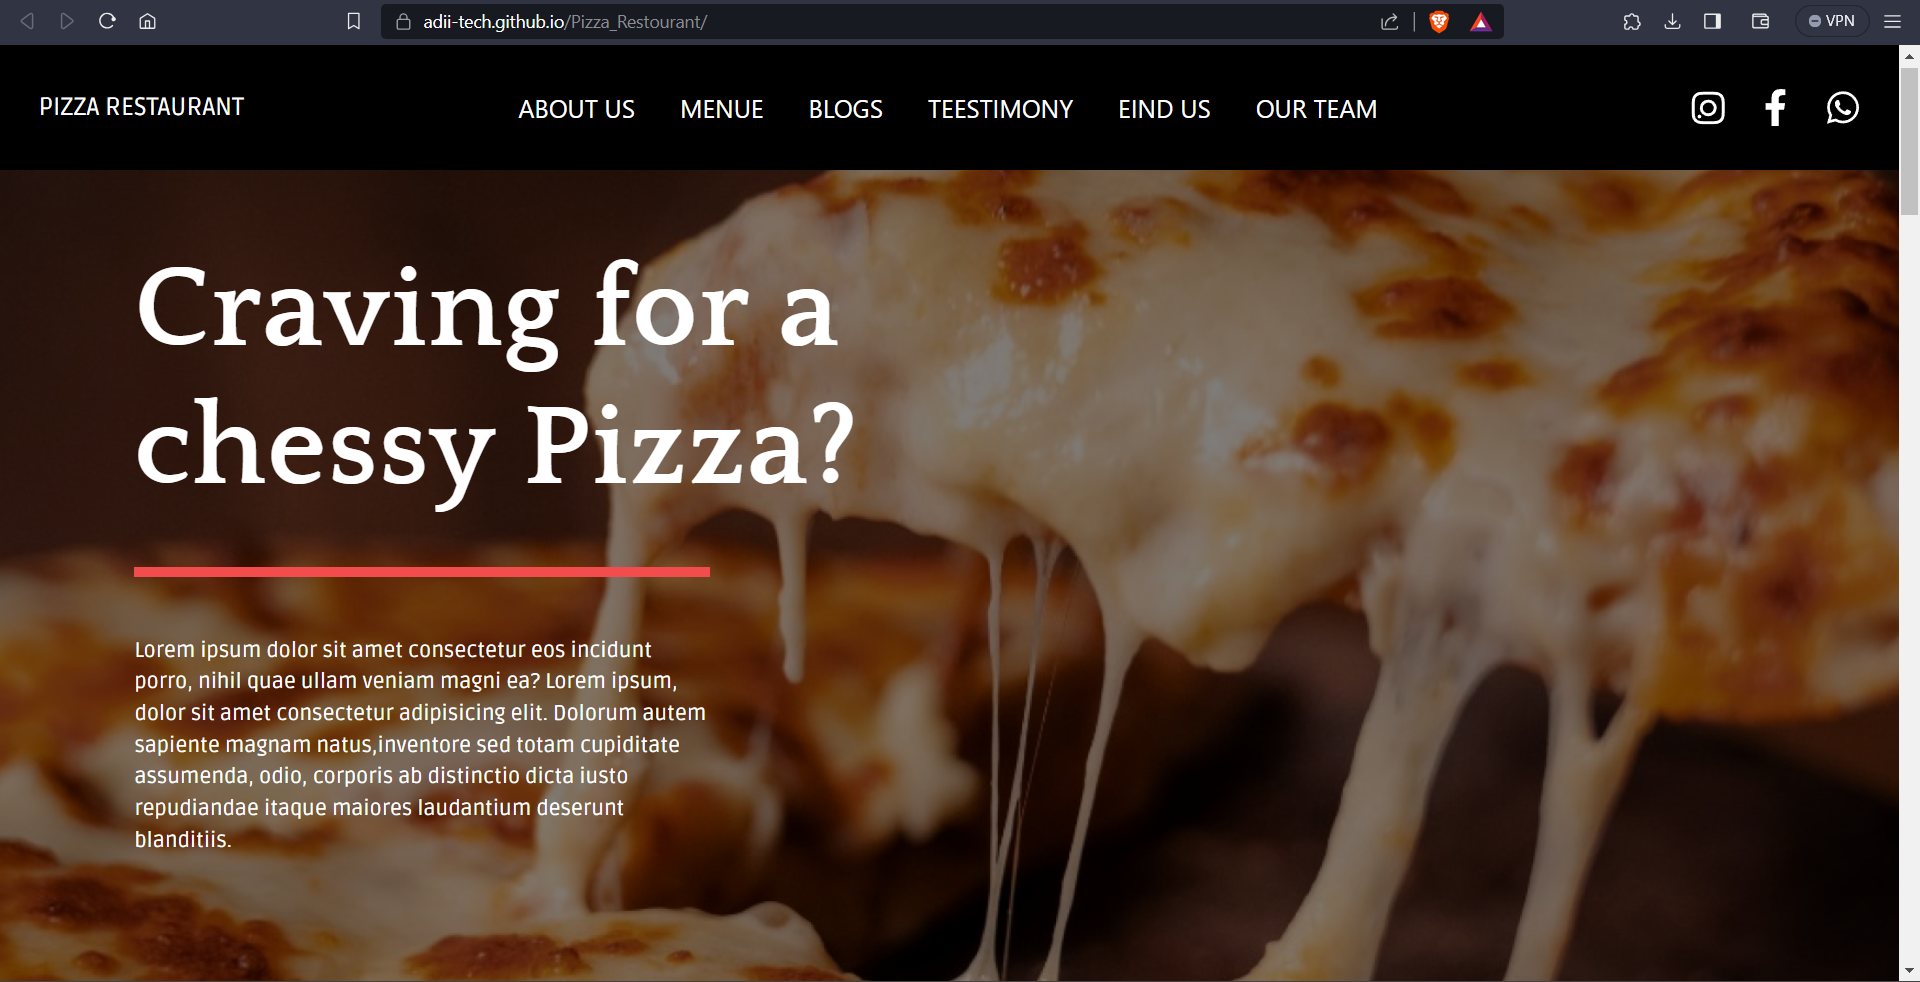 adii-tech.github.io/Pizza_Restourant/
VPN
PIZZA RESTAURANT
ABOUT US
MENUE
BLOGS
TEESTIMONY
EIND US
OUR TEAM
Craving for a
chessy Pizza?
Lorem ipsum dolor sit amet consectetur eos incidunt
porro, nihil quae ullam veniam magni ea? Lorem ipsum,
dolor sit amet consectetur adipisicing elit. Dolorum autem
sapiente magnam natus,inventore sed totam cupiditate
assumenda, odio, corporis ab distinctio dicta iusto
repudiandae itaque maiores laudantium deserunt
blanditiis.